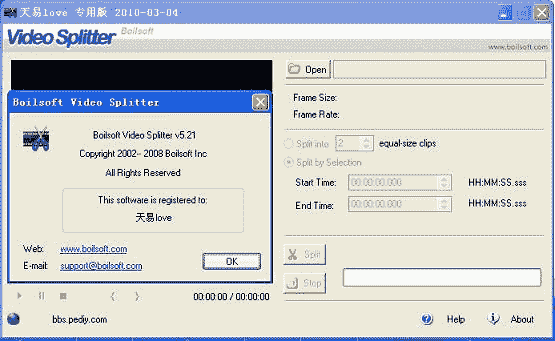 天易love 专用版 2010-03-04
Video Splitter Boilsoft
www.boilsoft.com
Open
Frame Size:
Frame Rate:
Split into 2 equal-size clips
Split by Selection
Start Time: 00:00:00.000 HH:MM:SS.sss
End Time: 00:00:00.000 HH:MM:SS.sss
Split
Stop
Boilsoft Video Splitter
Boilsoft Video Splitter v5.21
Copyright 2002- 2008 Boilsoft Inc
All Rights Reserved
This software is registered to:
天易love
Web: www.boilsoft.com
E-mail: support@boilsoft.com
OK
00:00:00 / 00:00:00
bbs.pediy.com
Help
About